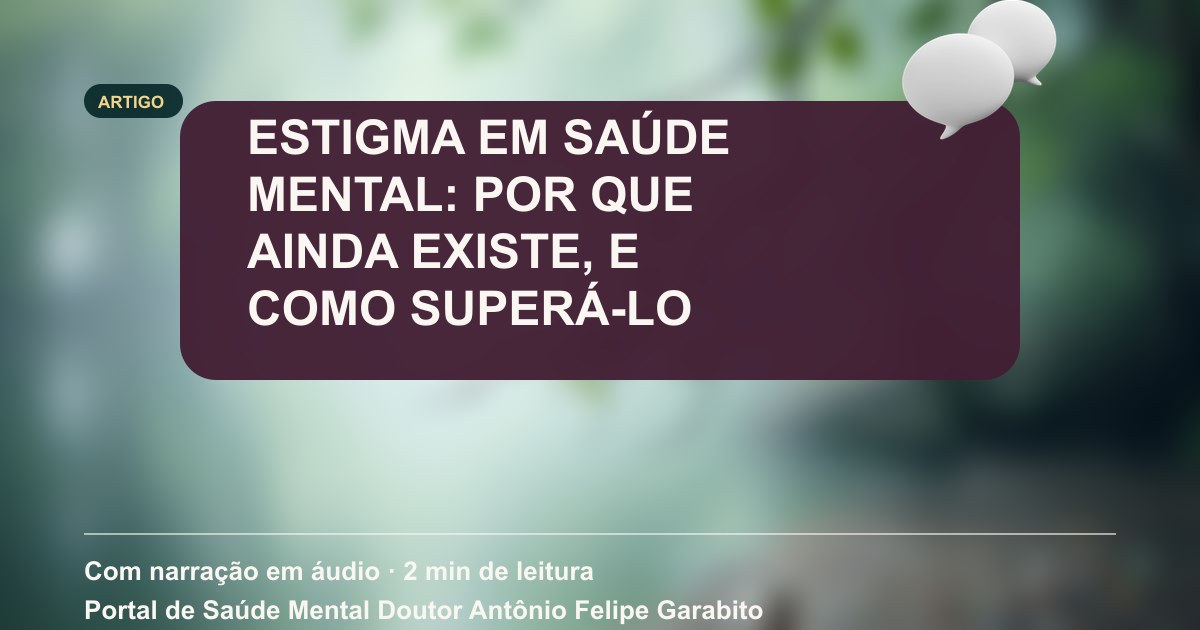 ARTIGO
ESTIGMA EM SAÚDE
MENTAL: POR QUE
AINDA EXISTE, E
COMO SUPERÁ-LO
Com narração em áudio · 2 min de leitura
Portal de Saúde Mental Doutor Antônio Felipe Garabito